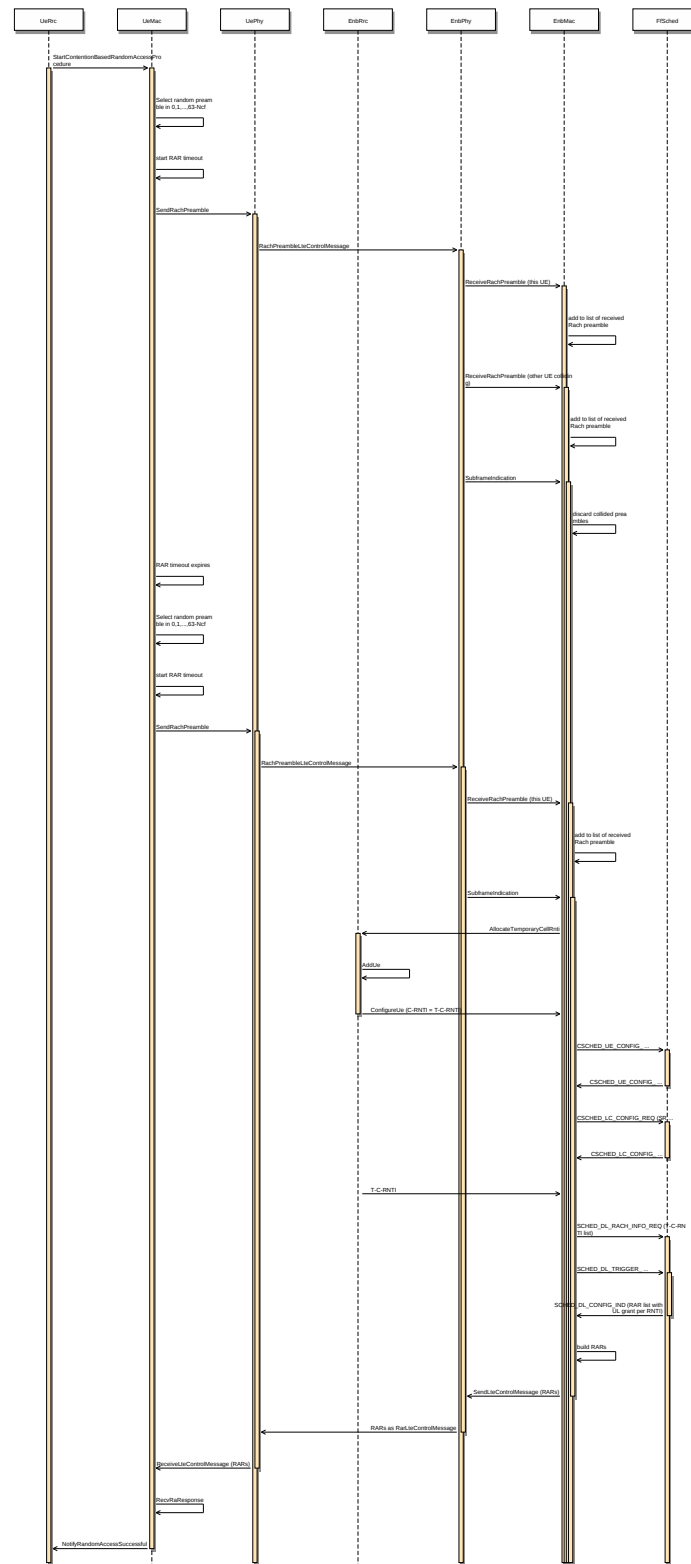 UeRrc
UeMac
UePhy
EnbRrc
EnbPhy
EnbMac
FfSched
StartContentionBasedRandomAccessPro
cedure
Select random pream
ble in 0,1,...,63-Ncf
start RAR timeout
SendRachPreamble
RachPreambleLteControlMessage
ReceiveRachPreamble (this UE)
add to list of received
Rach preamble
ReceiveRachPreamble (other UE collidin
g)
add to list of received
Rach preamble
SubframeIndication
discard collided prea
mbles
RAR timeout expires
Select random pream
ble in 0,1,...,63-Ncf
start RAR timeout
SendRachPreamble
RachPreambleLteControlMessage
ReceiveRachPreamble (this UE)
add to list of received
Rach preamble
SubframeIndication
AllocateTemporaryCellRnti
AddUe
ConfigureUe (C-RNTI = T-C-RNTI)
CSCHED_UE_CONFIG_ ...
CSCHED_UE_CONFIG_ ...
CSCHED_LC_CONFIG_REQ (SR ...
CSCHED_LC_CONFIG_ ...
T-C-RNTI
SCHED_DL_RACH_INFO_REQ (T-C-RN
TI list)
SCHED_DL_TRIGGER_ ...
SCHED_DL_CONFIG_IND (RAR list with
UL grant per RNTI)
build RARs
SendLteControlMessage (RARs)
RARs as RarLteControlMessage
ReceiveLteControlMessage (RARs)
RecvRaResponse
NotifyRandomAccessSuccessful